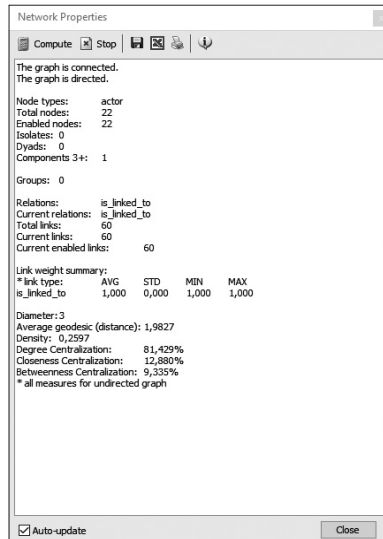 Network Properties
Compute Stop
The graph is connected.
The graph is directed.
Node types: actor
Total nodes: 22
Enabled nodes: 22
Isolates: 0
Dyads: 0
Components 3+: 1
Groups: 0
Relations: is_linked_to
Current relations: is_linked_to
Total links: 60
Current links: 60
Current enabled links: 60
Link weight summary:
* link type: AVG STD MIN MAX
is_linked_to 1,000 0,000 1,000 1,000
Diameter: 3
Average geodesic (distance): 1,9827
Density: 0,2597
Degree Centralization: 81,429%
Closeness Centralization: 12,880%
Betweenness Centralization: 9,335%
* all measures for undirected graph
Auto-update
Close